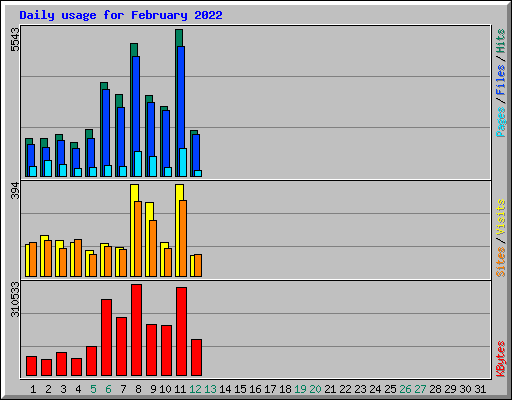 Daily usage for February 2022
5543
Pages / Files / Hits
394
Sites / Visits
310533
KBytes
1 2 3 4 5 6 7 8 9 10 11 12 13 14 15 16 17 18 19 20 21 22 23 24 25 26 27 28 29 30 31